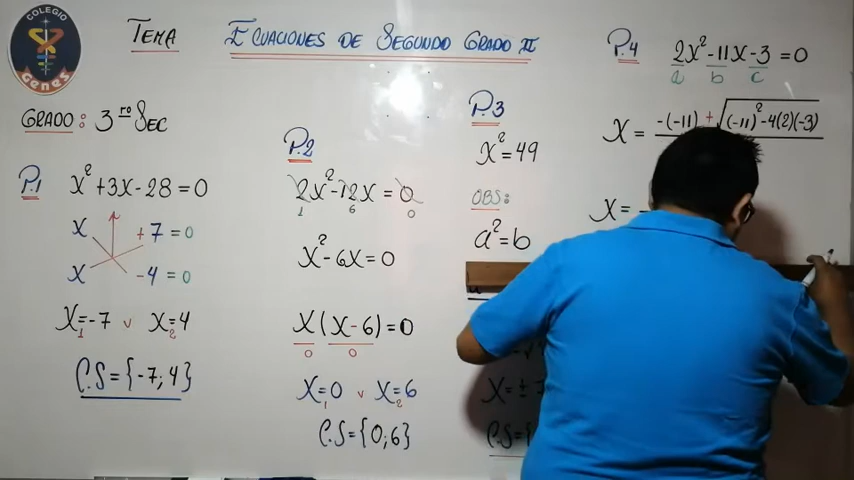 COLEGIO
GENES
TEMA
ECUACIONES DE SEGUNDO GRADO II
GRADO: 3 ro SEC
P.1
x² + 3x - 28 = 0
x + 7 = 0
x - 4 = 0
x₁ = -7 v x₂ = 4
C.S = {-7; 4}
P.2
2x² - 12x = 0
1 6 0
x² - 6x = 0
x(x - 6) = 0
0 0
x₁ = 0 v x₂ = 6
C.S = {0; 6}
P.3
x² = 49
OBS:
a² = b
x = ± 7
C.S = {
P.4
2x² - 11x - 3 = 0
a b c
x = -(-11) + √(-11)² - 4(2)(-3)
x =